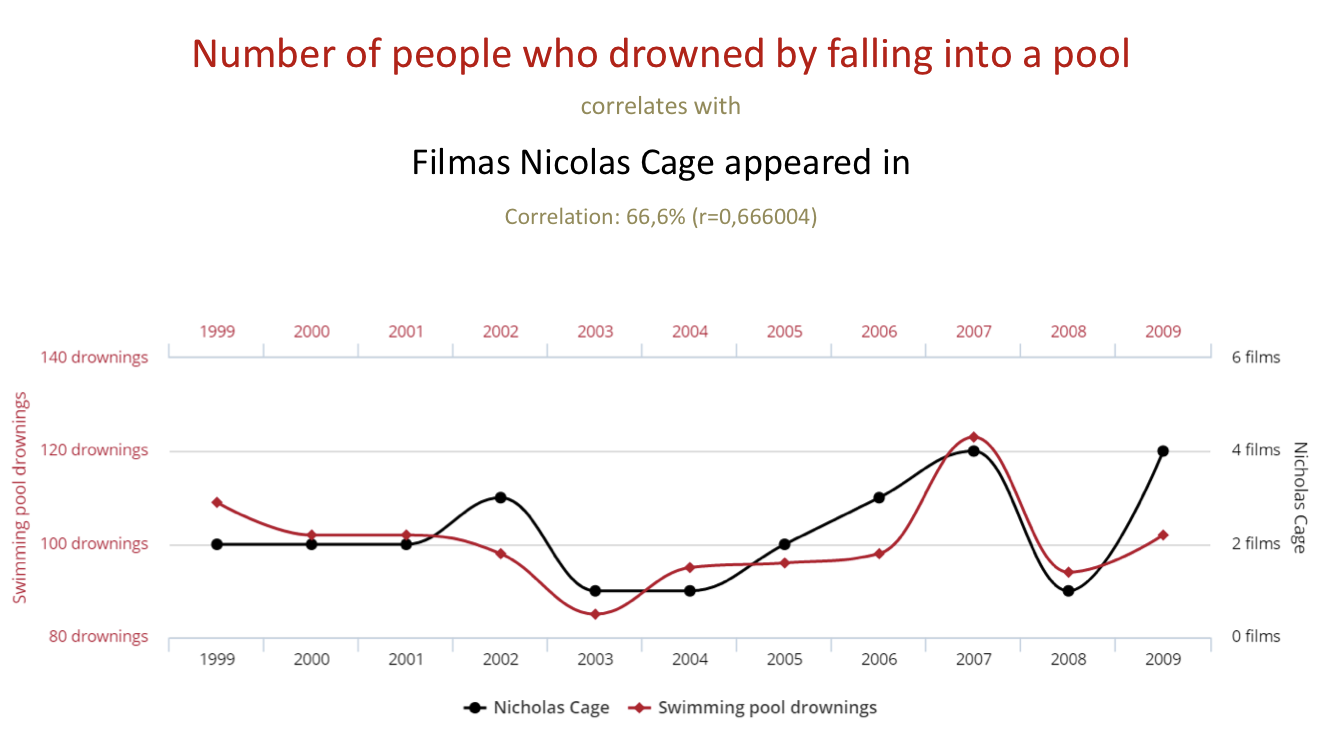 Number of people who drowned by falling into a pool
correlates with
Filmas Nicolas Cage appeared in
Correlation: 66,6% (r=0,666004)
1999 2000 2001 2002 2003 2004 2005 2006 2007 2008 2009
140 drownings 6 films
Swimming pool drownings
120 drownings 4 films
Nicholas Cage
100 drownings 2 films
80 drownings 0 films
1999 2000 2001 2002 2003 2004 2005 2006 2007 2008 2009
Nicholas Cage Swimming pool drownings